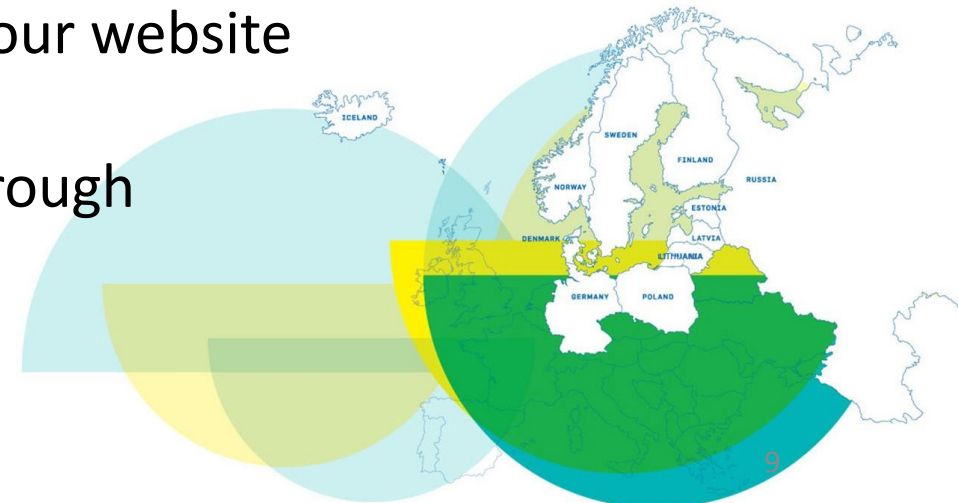 our website
rough
ICELAND
SWEDEN
FINLAND
RUSSIA
NORWAY
ESTONIA
DENMARK
LATVIA
LITHUANIA
GERMANY
POLAND
9